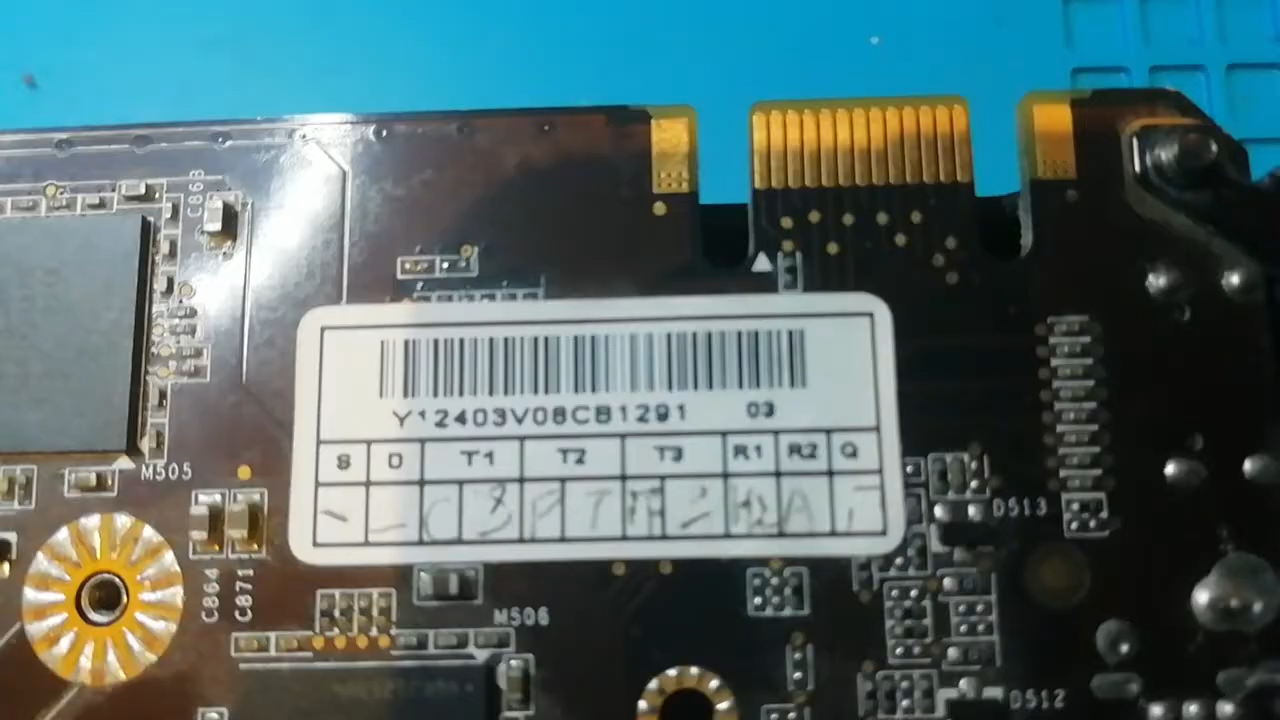 C863
Y12403V08CB1291 03
S D T1 T2 T3 R1 R2 Q
M505
D513
C864
C871
M506
D512